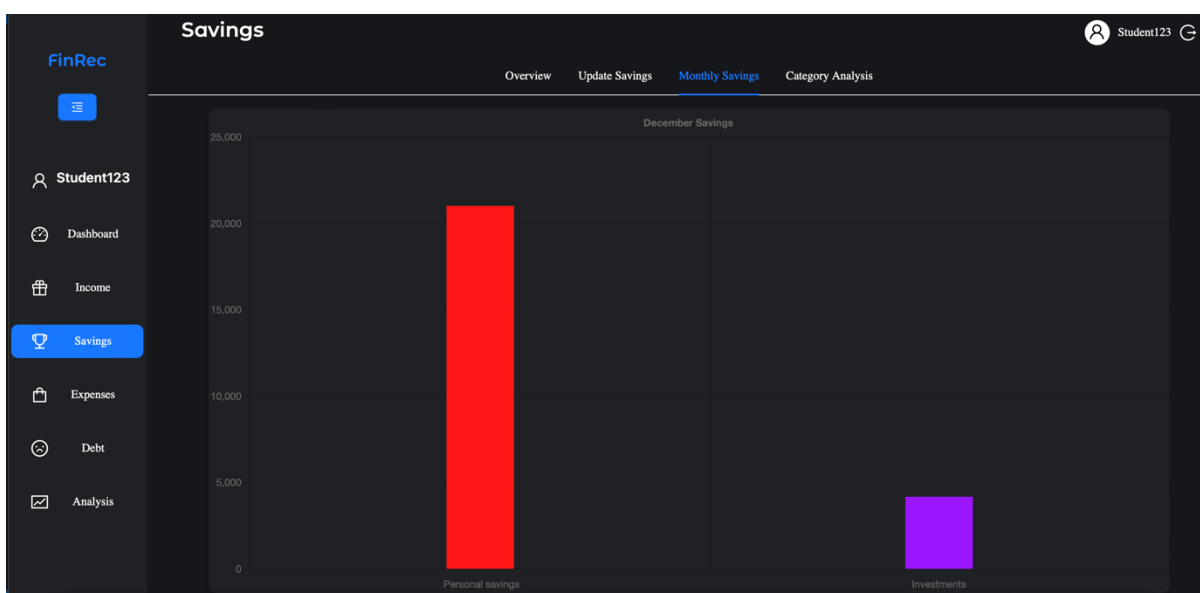 FinRec
Student123
Dashboard
Income
Savings
Expenses
Debt
Analysis
Savings
Student123
Overview Update Savings Monthly Savings Category Analysis
December Savings
25,000
20,000
15,000
10,000
5,000
0
Personal savings Investments